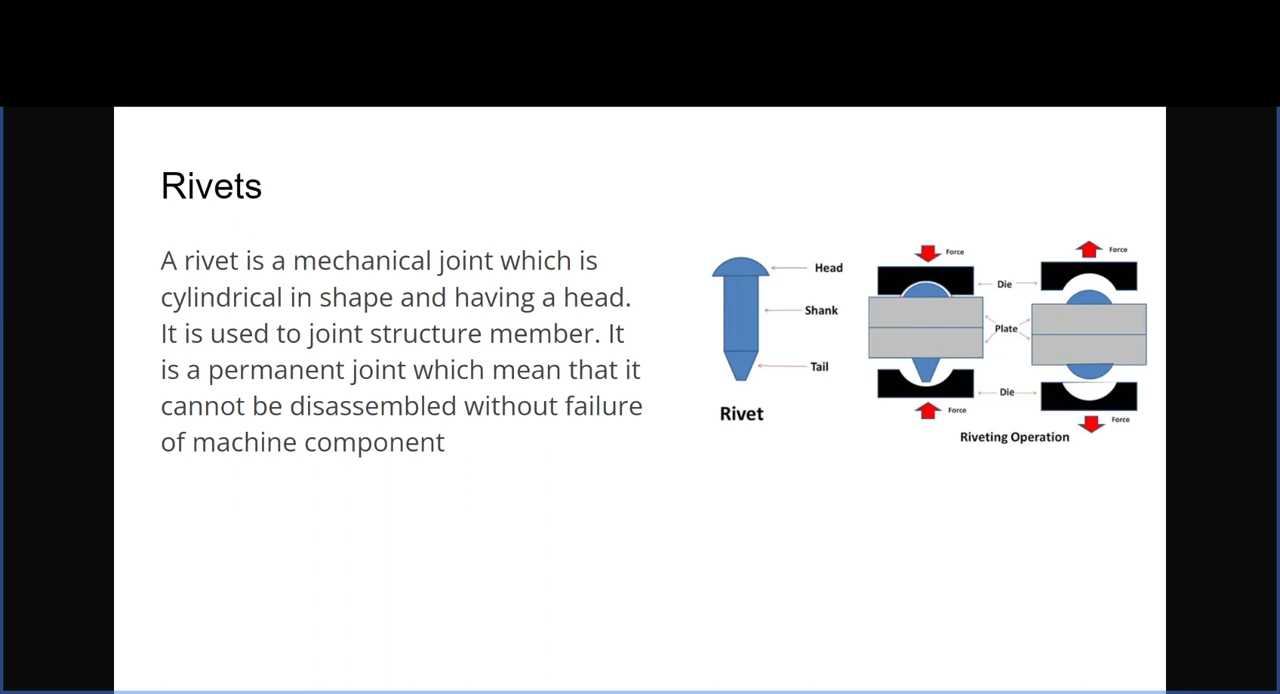 Rivets
A rivet is a mechanical joint which is
cylindrical in shape and having a head.
It is used to joint structure member. It
is a permanent joint which mean that it
cannot be disassembled without failure
of machine component
Head
Shank
Tail
Rivet
Force
Force
Die
Plate
Die
Force
Force
Riveting Operation